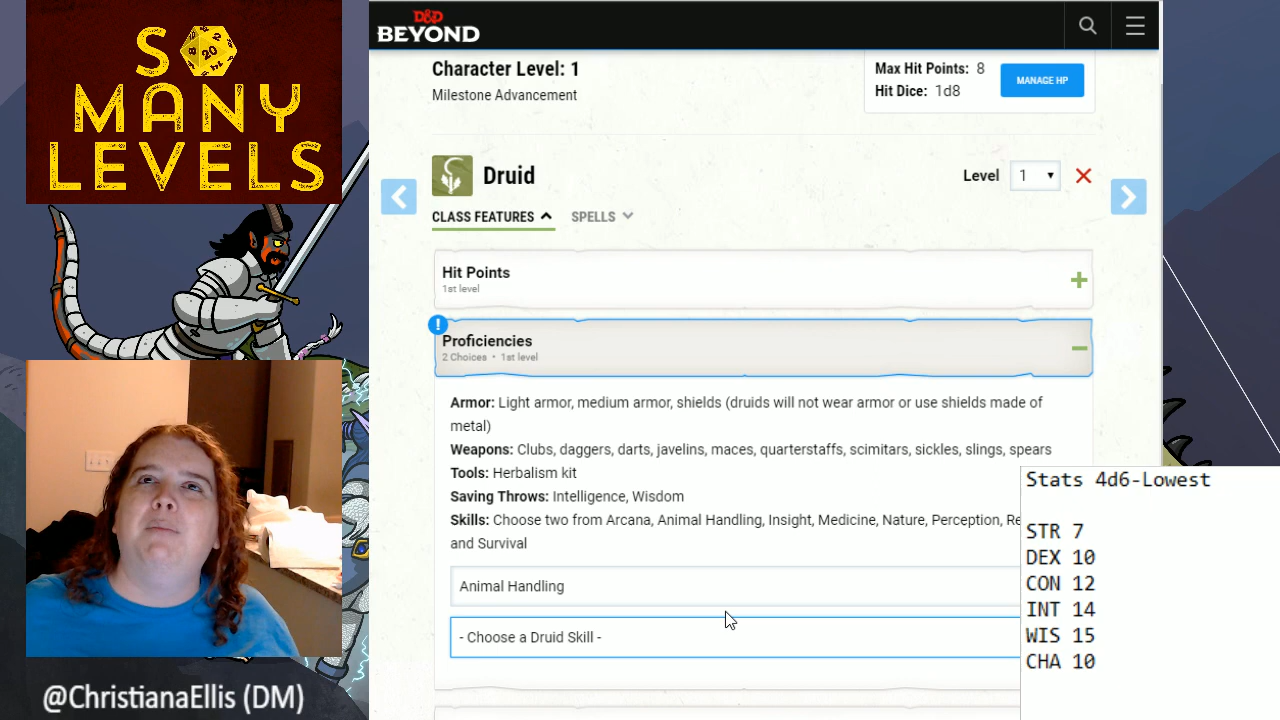 SO
20
MANY
LEVELS
D&D
BEYOND
Character Level: 1
Milestone Advancement
Max Hit Points: 8
Hit Dice: 1d8
MANAGE HP
Druid
Level 1
CLASS FEATURES
SPELLS
Hit Points
1st level
+
!
Proficiencies
2 Choices • 1st level
Armor: Light armor, medium armor, shields (druids will not wear armor or use shields made of
metal)
Weapons: Clubs, daggers, darts, javelins, maces, quarterstaffs, scimitars, sickles, slings, spears
Tools: Herbalism kit
Saving Throws: Intelligence, Wisdom
Skills: Choose two from Arcana, Animal Handling, Insight, Medicine, Nature, Perception, Re
and Survival
Animal Handling
- Choose a Druid Skill -
Stats 4d6-Lowest
STR 7
DEX 10
CON 12
INT 14
WIS 15
CHA 10
@ChristianaEllis (DM)